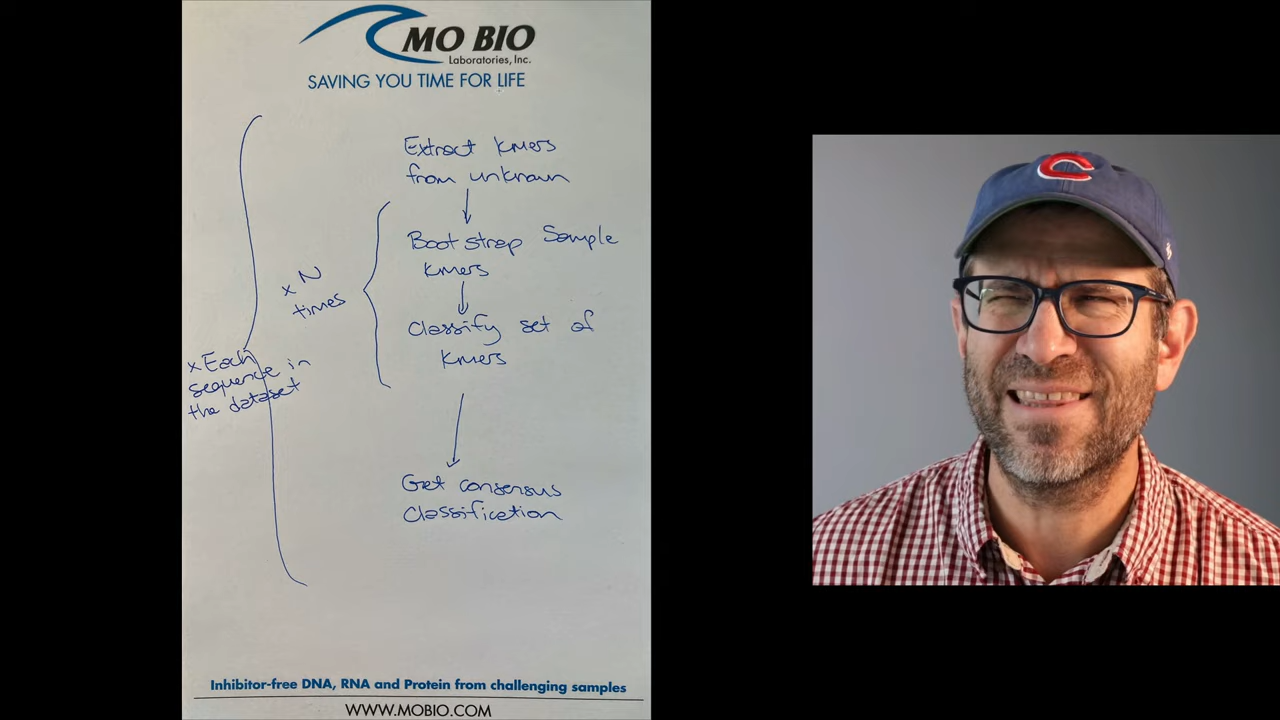 MO BIO
Laboratories, Inc.
SAVING YOU TIME FOR LIFE
Extract kmers
from unknown
Bootstrap Sample
kmers
x N
times
Classify set of
kmers
x Each
sequence in
the dataset
Get consensus
classification
Inhibitor-free DNA, RNA and Protein from challenging samples
WWW.MOBIO.COM
C